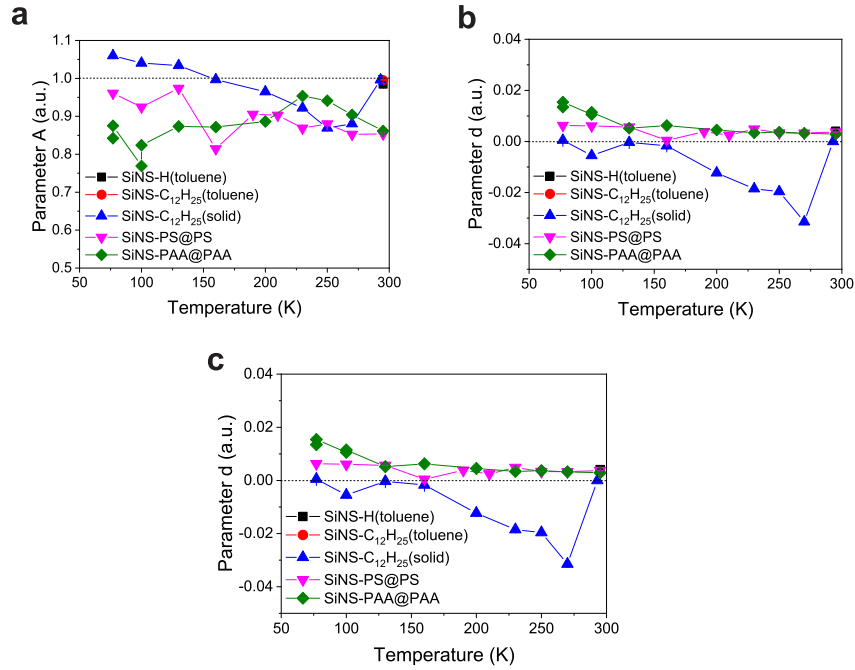 a
1.1
1.0
0.9
0.8
0.7
0.6
0.5
Parameter A (a.u.)
SiNS-H(toluene)
SiNS-C₁₂H₂₅(toluene)
SiNS-C₁₂H₂₅(solid)
SiNS-PS@PS
SiNS-PAA@PAA
50 100 150 200 250 300
Temperature (K)
b
0.04
0.02
0.00
-0.02
-0.04
Parameter d (a.u.)
SiNS-H(toluene)
SiNS-C₁₂H₂₅(toluene)
SiNS-C₁₂H₂₅(solid)
SiNS-PS@PS
SiNS-PAA@PAA
50 100 150 200 250 300
Temperature (K)
c
0.04
0.02
0.00
-0.02
-0.04
Parameter d (a.u.)
SiNS-H(toluene)
SiNS-C₁₂H₂₅(toluene)
SiNS-C₁₂H₂₅(solid)
SiNS-PS@PS
SiNS-PAA@PAA
50 100 150 200 250 300
Temperature (K)